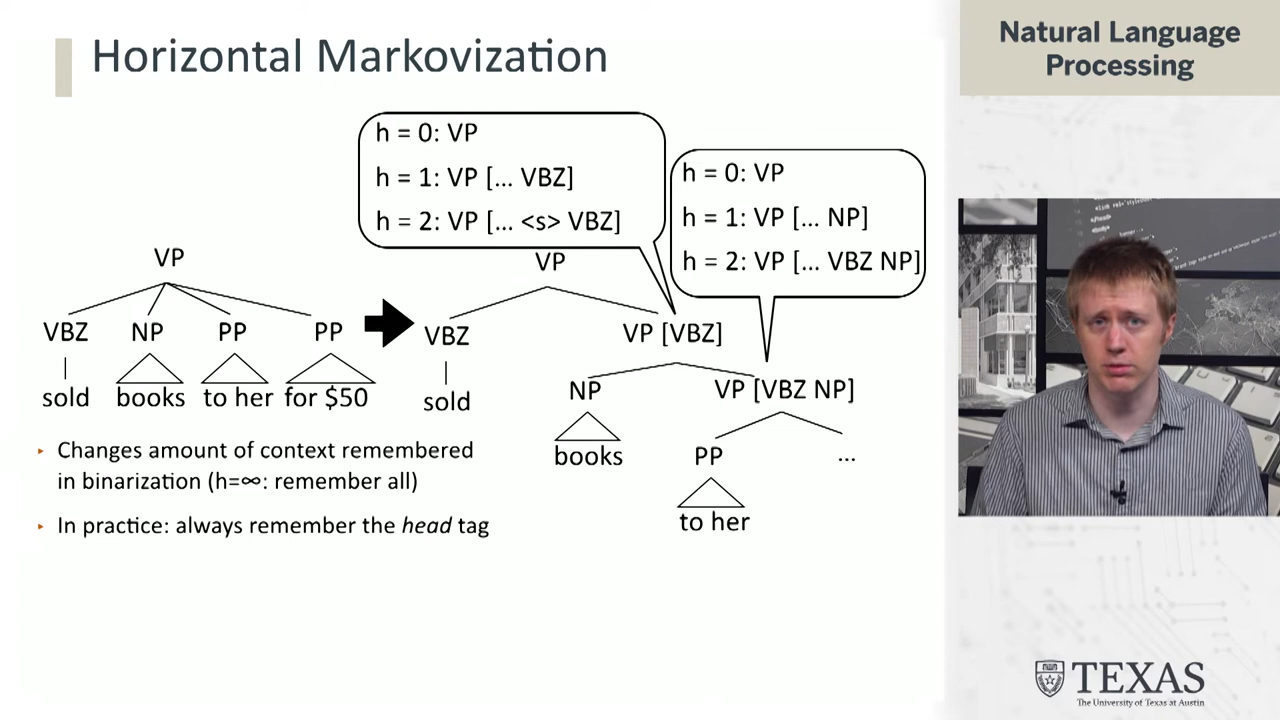 Horizontal Markovization
Natural Language
Processing
h = 0: VP
h = 1: VP [... VBZ]
h = 2: VP [... <s> VBZ]
h = 0: VP
h = 1: VP [... NP]
h = 2: VP [... VBZ NP]
VP
VBZ NP PP PP
sold books to her for $50
VP
VBZ VP [VBZ]
sold
NP VP [VBZ NP]
books
PP ...
to her
▸ Changes amount of context remembered
in binarization (h=∞: remember all)
▸ In practice: always remember the head tag
TEXAS
The University of Texas at Austin